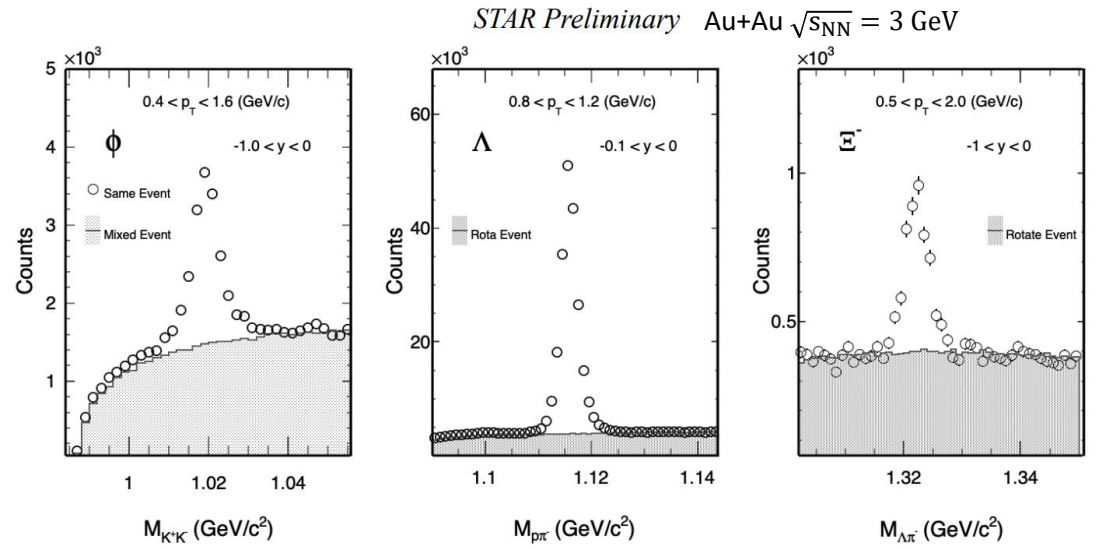 STAR Preliminary Au+Au √sNN = 3 GeV
×10³
5
4
3
2
1
Counts
0.4 < pT < 1.6 (GeV/c)
ϕ
-1.0 < y < 0
Same Event
Mixed Event
1 1.02 1.04
MK⁺K⁻ (GeV/c²)
×10³
60
40
20
Counts
0.8 < pT < 1.2 (GeV/c)
Λ
-0.1 < y < 0
Rota Event
1.1 1.12 1.14
Mpπ⁻ (GeV/c²)
×10³
1
0.5
Counts
0.5 < pT < 2.0 (GeV/c)
Ξ⁻
-1 < y < 0
Rotate Event
1.32 1.34
MΛπ⁻ (GeV/c²)